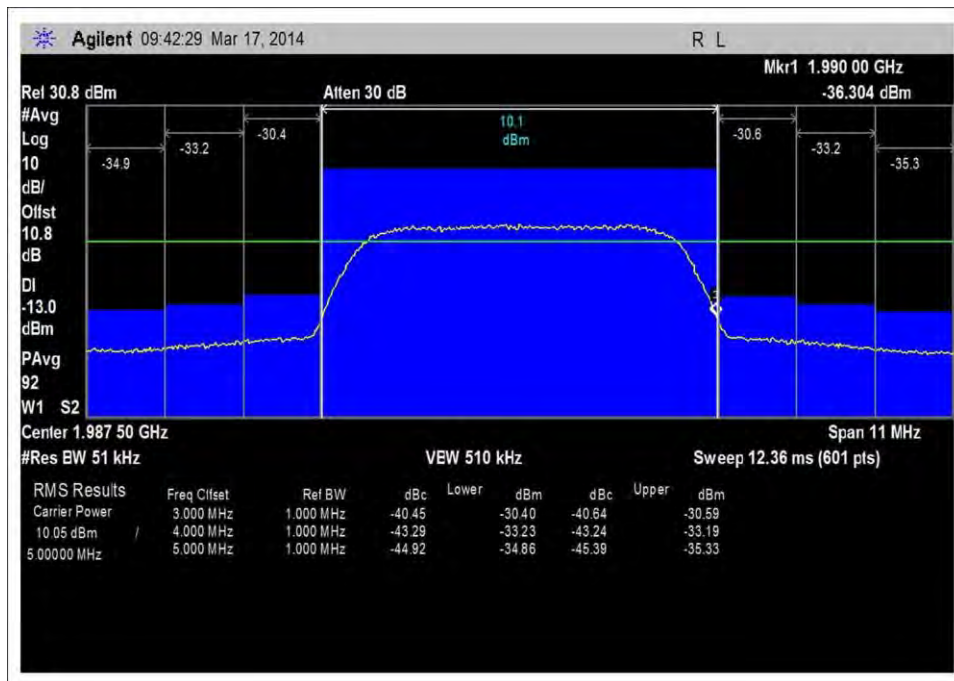 Agilent 09:42:29 Mar 17, 2014 R L
Mkr1 1.990 00 GHz
Ref 30.8 dBm Atten 30 dB -36.304 dBm
#Avg
Log
10
dB/
Offst
10.8
dB
DI
-13.0
dBm
PAvg
92
W1 S2
-34.9 -33.2 -30.4 10.1 dBm -30.6 -33.2 -35.3
1
Center 1.987 50 GHz Span 11 MHz
#Res BW 51 kHz VBW 510 kHz Sweep 12.36 ms (601 pts)
RMS Results Freq Offset Ref BW dBc Lower dBm dBc Upper dBm
Carrier Power 3.000 MHz 1.000 MHz -40.45 -30.40 -40.64 -30.59
10.05 dBm / 4.000 MHz 1.000 MHz -43.29 -33.23 -43.24 -33.19
5.00000 MHz 5.000 MHz 1.000 MHz -44.92 -34.86 -45.39 -35.33